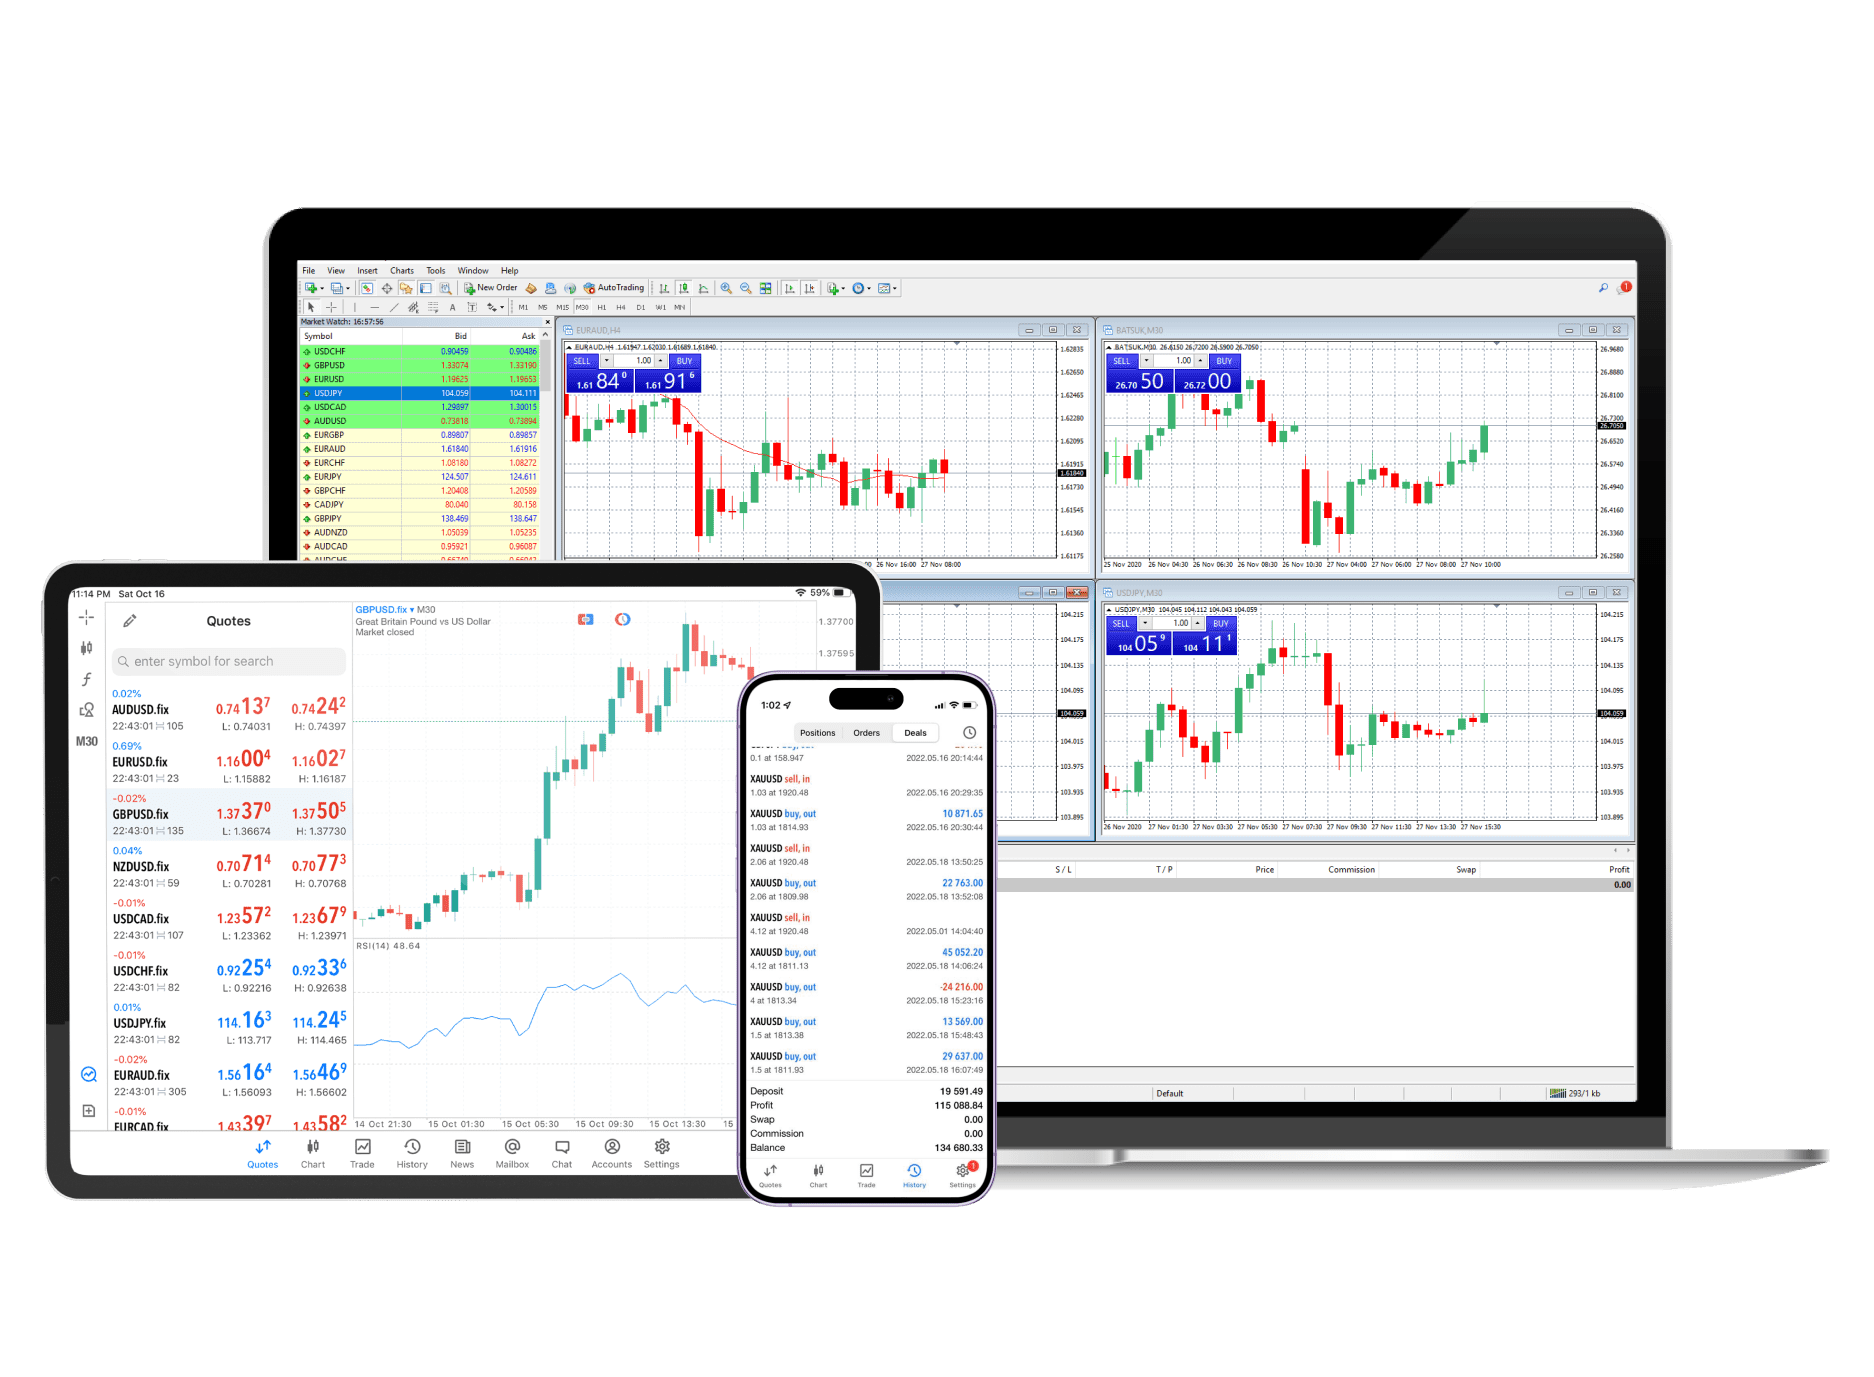 File View Insert Charts Tools Window Help
New Order AutoTrading 1
A T M1 M5 M15 M30 H1 H4 D1 W1 MN
Market Watch: 16:57:56
Symbol Bid Ask
USDCHF 0.90459 0.90486
GBPUSD 1.33074 1.33190
EURUSD 1.19625 1.19653
USDJPY 104.059 104.111
USDCAD 1.29897 1.30015
AUDUSD 0.73818 0.73894
EURGBP 0.89807 0.89857
EURAUD 1.61840 1.61916
EURCHF 1.08180 1.08272
EURJPY 124.507 124.611
GBPCHF 1.20408 1.20589
CADJPY 80.040 80.158
GBPJPY 138.469 138.647
AUDNZD 1.05039 1.05235
AUDCAD 0.95921 0.96087
EURAUD,H4
EURAUD,H4 1.61947 1.62030 1.61689 1.61840
SELL 1.00 BUY
1.61 84 0 1.61 91 6
1.62835
1.62650
1.62465
1.62280
1.62095
1.61915
1.61840
1.61730
1.61545
1.61360
1.61175
26 Nov 16:00 27 Nov 08:00
BATSUK,M30
BATSUK,M30 26.6150 26.7200 26.5900 26.7050
SELL 1.00 BUY
26.70 50 26.72 00
26.9680
26.8880
26.8100
26.7300
26.7050
26.6520
26.5740
26.4940
26.4160
26.3360
26.2580
25 Nov 2020 26 Nov 04:30 26 Nov 06:30 26 Nov 08:30 26 Nov 10:30 27 Nov 04:00 27 Nov 06:00 27 Nov 08:00 27 Nov 10:00
104.215
104.175
104.135
104.095
104.059
104.015
103.975
103.935
103.895
USDJPY,M30
USDJPY,M30 104.045 104.112 104.043 104.059
SELL 1.00 BUY
104 05 9 104 11 1
104.215
104.175
104.135
104.095
104.059
104.015
103.975
103.935
103.895
26 Nov 2020 27 Nov 01:30 27 Nov 03:30 27 Nov 05:30 27 Nov 07:30 27 Nov 09:30 27 Nov 11:30 27 Nov 13:30 27 Nov 15:30
S / L T / P Price Commission Swap Profit
0.00
Default 293/1 kb
11:14 PM Sat Oct 16 59%
Quotes
enter symbol for search
M30
0.02%
AUDUSD.fix 0.74137 0.74242
22:43:01 105 L: 0.74031 H: 0.74397
0.69%
EURUSD.fix 1.16004 1.16027
22:43:01 23 L: 1.15882 H: 1.16187
-0.02%
GBPUSD.fix 1.37370 1.37505
22:43:01 135 L: 1.36674 H: 1.37730
0.04%
NZDUSD.fix 0.70714 0.70773
22:43:01 59 L: 0.70281 H: 0.70768
-0.01%
USDCAD.fix 1.23572 1.23679
22:43:01 107 L: 1.23362 H: 1.23971
-0.01%
USDCHF.fix 0.92254 0.92336
22:43:01 82 L: 0.92216 H: 0.92638
0.01%
USDJPY.fix 114.163 114.245
22:43:01 82 L: 113.717 H: 114.465
-0.02%
EURAUD.fix 1.56164 1.56469
22:43:01 305 L: 1.56093 H: 1.56602
-0.01%
EURCAD.fix 1.43397 1.43582
GBPUSD.fix ▾ M30
Great Britain Pound vs US Dollar
Market closed
1.37700
1.37595
RSI(14) 48.64
14 Oct 21:30 15 Oct 01:30 15 Oct 05:30 15 Oct 09:30 15 Oct 13:30
Quotes Chart Trade History News Mailbox Chat Accounts Settings
1:02
Positions Orders Deals
0.1 at 158.947 2022.05.16 20:14:44
XAUUSD sell, in
1.03 at 1920.48 2022.05.16 20:29:35
XAUUSD buy, out 10 871.65
1.03 at 1814.93 2022.05.16 20:30:44
XAUUSD sell, in
2.06 at 1920.48 2022.05.18 13:50:25
XAUUSD buy, out 22 763.00
2.06 at 1809.98 2022.05.18 13:52:08
XAUUSD sell, in
4.12 at 1920.48 2022.05.01 14:04:40
XAUUSD buy, out 45 052.20
4.12 at 1811.13 2022.05.18 14:06:24
XAUUSD buy, out -24 216.00
4 at 1813.34 2022.05.18 15:23:16
XAUUSD buy, out 13 569.00
1.5 at 1813.38 2022.05.18 15:48:43
XAUUSD buy, out 29 637.00
1.5 at 1811.93 2022.05.18 16:07:49
Deposit 19 591.49
Profit 115 088.84
Swap 0.00
Commission 0.00
Balance 134 680.33
1
Quotes Chart Trade History Settings